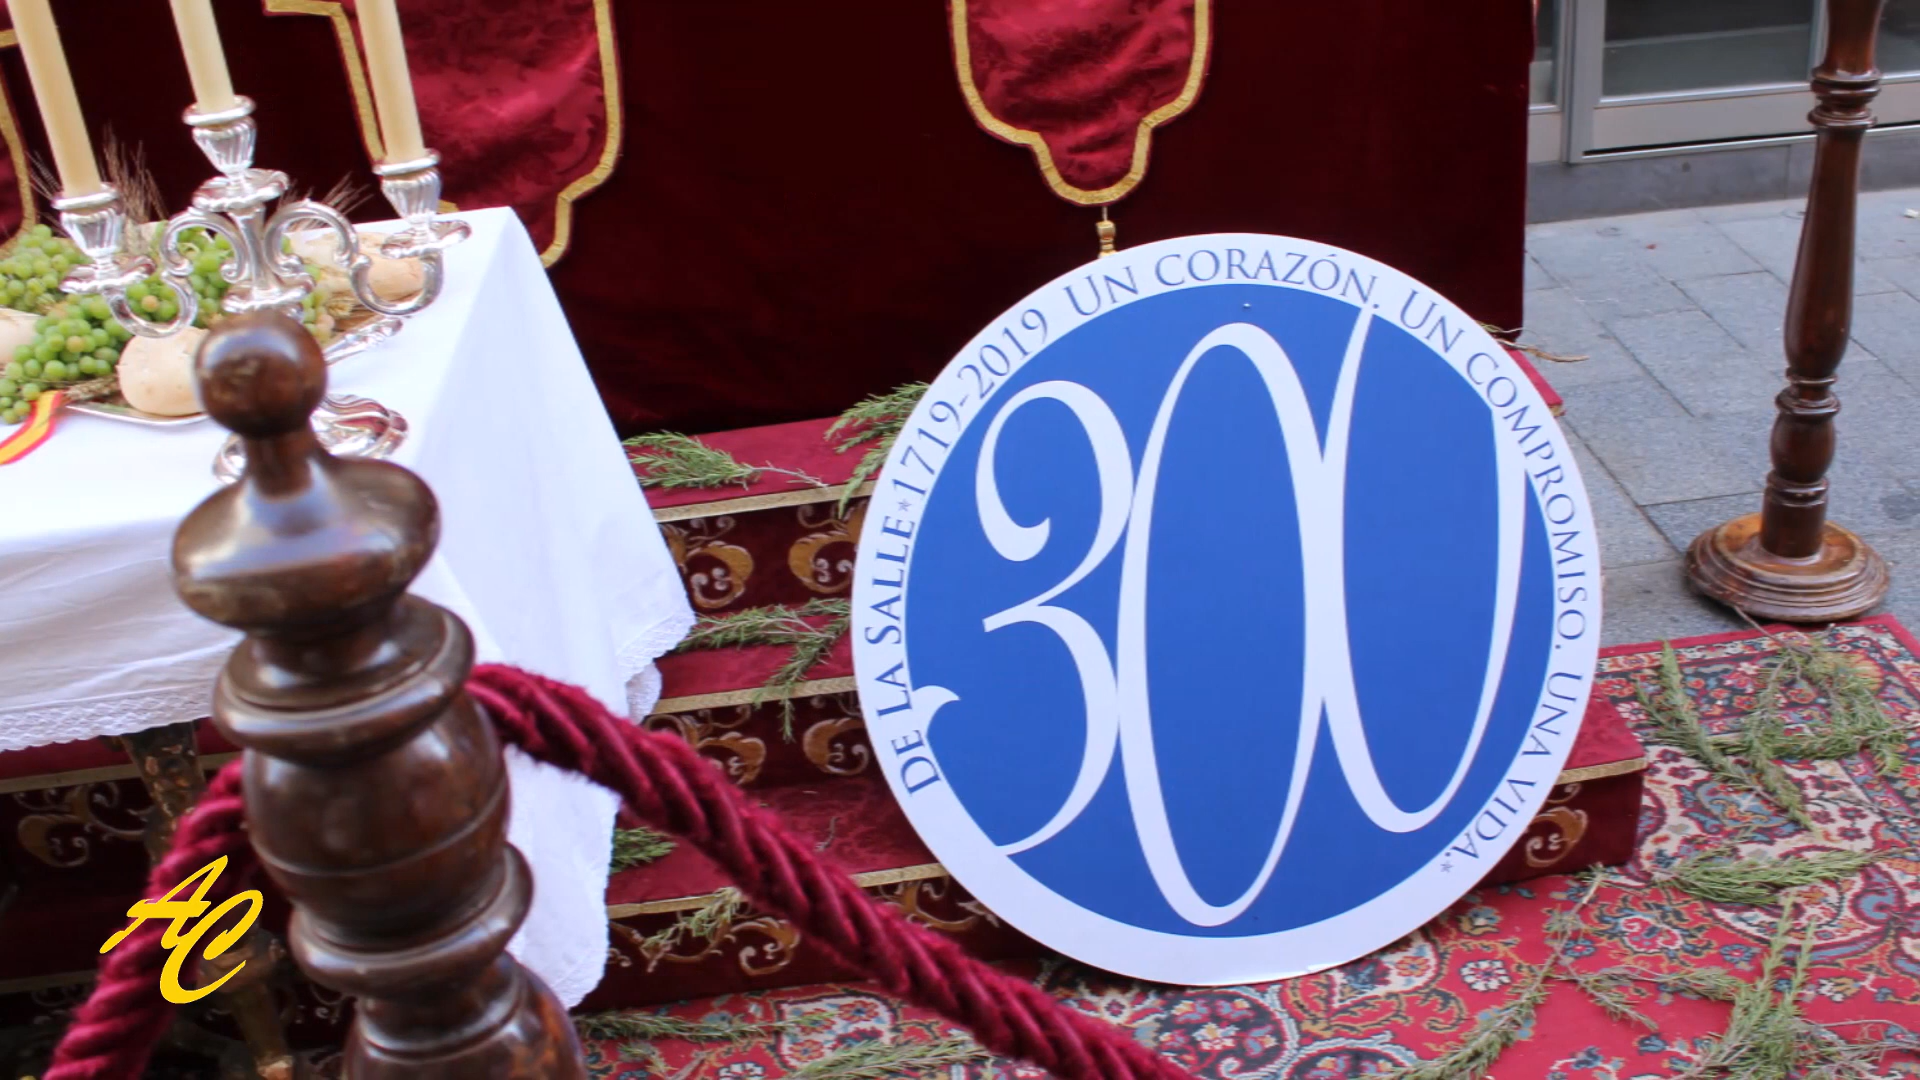 DE LA SALLE * 1719-2019 UN CORAZÓN. UN COMPROMISO. UNA VIDA. *
300
AC